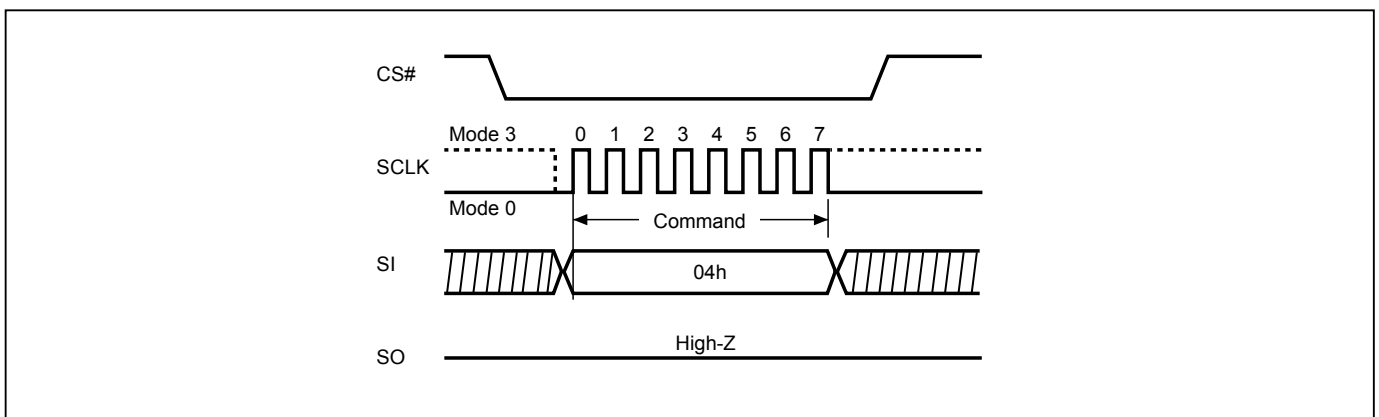 CS#
Mode 3 0 1 2 3 4 5 6 7
SCLK
Mode 0
Command
SI
04h
High-Z
SO